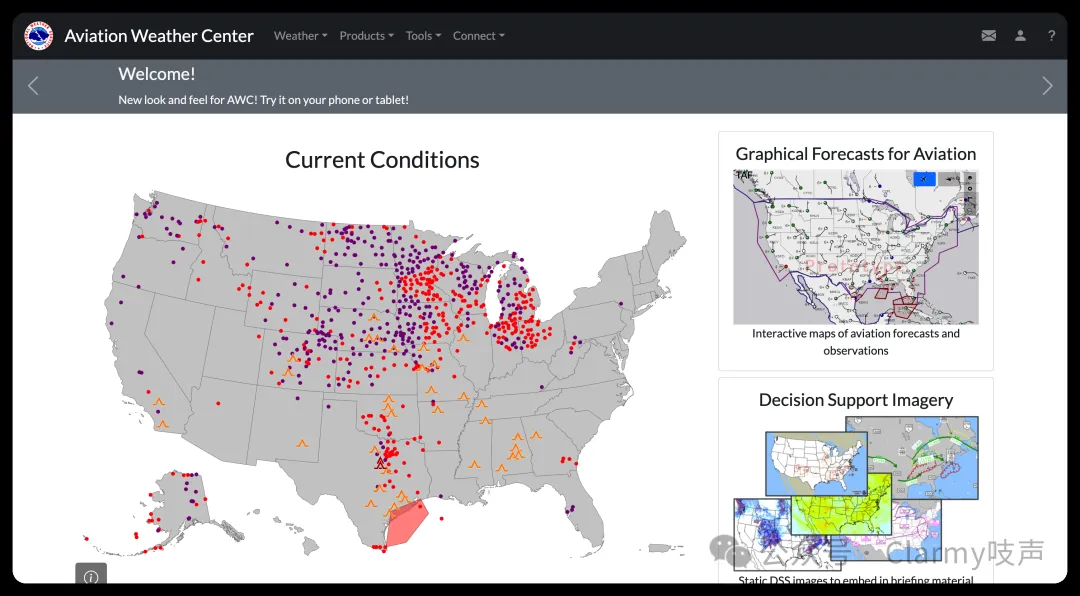 Aviation Weather Center
Weather Products Tools Connect ?
Welcome!
New look and feel for AWC! Try it on your phone or tablet!
Current Conditions
Graphical Forecasts for Aviation
TAF
Prototype
Interactive maps of aviation forecasts and
observations
Decision Support Imagery
Static DSS images to embed in briefing material
公众号 Clarmy吱声